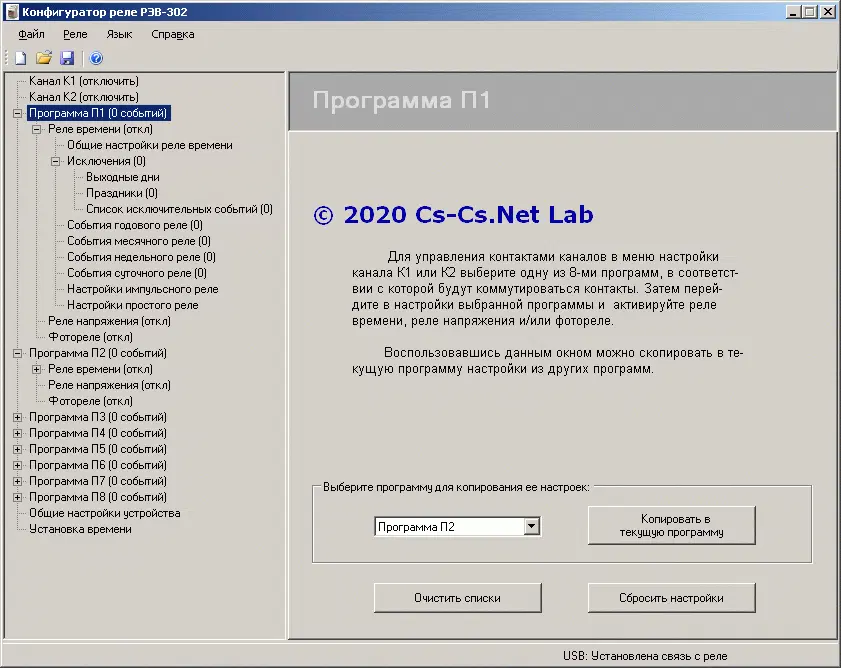 Конфигуратор реле РЭВ-302
Файл Реле Язык Справка
Канал К1 (отключить)
Канал К2 (отключить)
Программа П1 (0 событий)
Реле времени (откл)
Общие настройки реле времени
Исключения (0)
Выходные дни
Праздники (0)
Список исключительных событий (0)
События годового реле (0)
События месячного реле (0)
События недельного реле (0)
События суточного реле (0)
Настройки импульсного реле
Настройки простого реле
Реле напряжения (откл)
Фотореле (откл)
Программа П2 (0 событий)
Реле времени (откл)
Реле напряжения (откл)
Фотореле (откл)
Программа П3 (0 событий)
Программа П4 (0 событий)
Программа П5 (0 событий)
Программа П6 (0 событий)
Программа П7 (0 событий)
Программа П8 (0 событий)
Общие настройки устройства
Установка времени
Программа П1
© 2020 Cs-Cs.Net Lab
Для управления контактами каналов в меню настройки
канала К1 или К2 выберите одну из 8-ми программ, в соответст-
вии с которой будут коммутироваться контакты. Затем перей-
дите в настройки выбранной программы и активируйте реле
времени, реле напряжения и/или фотореле.
Воспользовавшись данным окном можно скопировать в те-
кущую программу настройки из других программ.
Выберите программу для копирования ее настроек:
Программа П2
Копировать в
текущую программу
Очистить списки
Сбросить настройки
USB: Установлена связь с реле